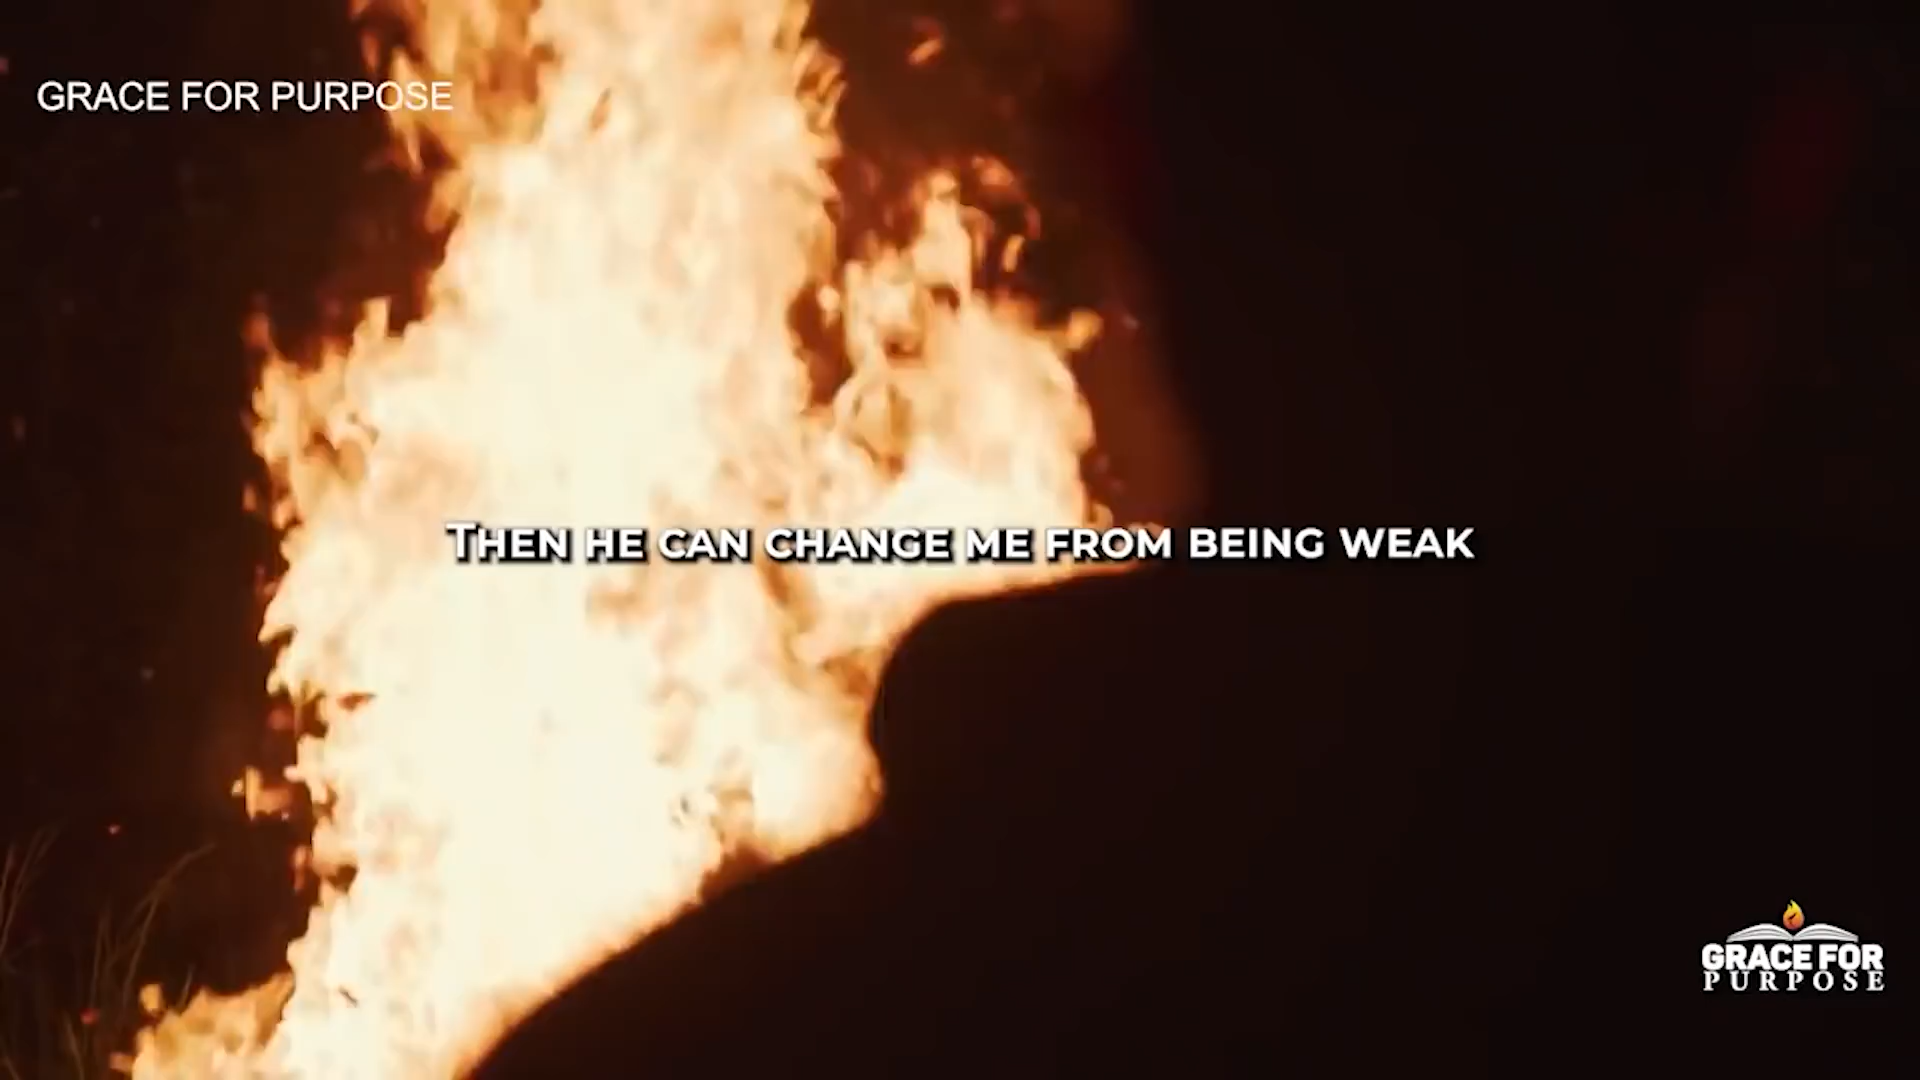 GRACE FOR PURPOSE
THEN HE CAN CHANGE ME FROM BEING WEAK
GRACE FOR
PURPOSE